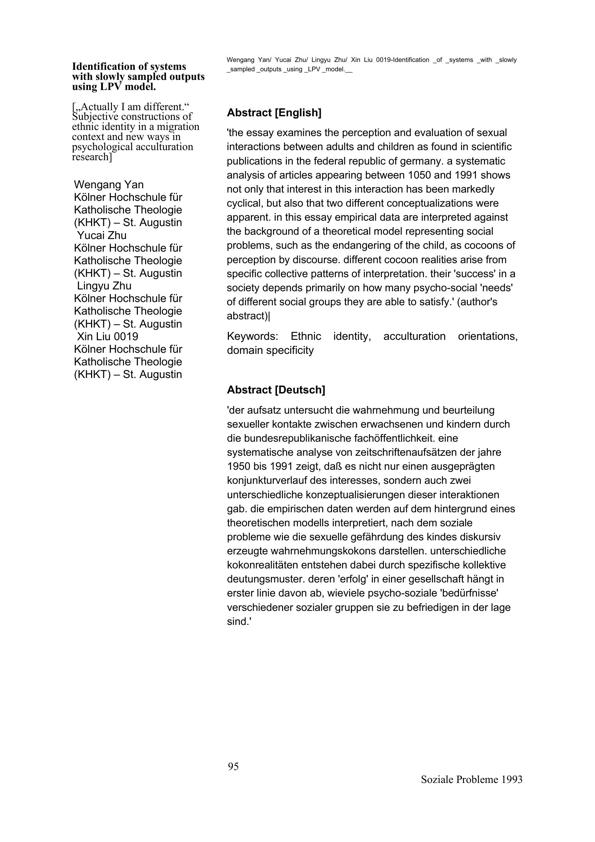 Wengang Yan/ Yucai Zhu/ Lingyu Zhu/ Xin Liu 0019-Identification _of _systems _with _slowly
_sampled _outputs _using _LPV _model.__
Identification of systems
with slowly sampled outputs
using LPV model.
[„Actually I am different.“
Subjective constructions of
ethnic identity in a migration
context and new ways in
psychological acculturation
research]
Wengang Yan
Kölner Hochschule für
Katholische Theologie
(KHKT) – St. Augustin
Yucai Zhu
Kölner Hochschule für
Katholische Theologie
(KHKT) – St. Augustin
Lingyu Zhu
Kölner Hochschule für
Katholische Theologie
(KHKT) – St. Augustin
Xin Liu 0019
Kölner Hochschule für
Katholische Theologie
(KHKT) – St. Augustin
Abstract [English]
'the essay examines the perception and evaluation of sexual
interactions between adults and children as found in scientific
publications in the federal republic of germany. a systematic
analysis of articles appearing between 1050 and 1991 shows
not only that interest in this interaction has been markedly
cyclical, but also that two different conceptualizations were
apparent. in this essay empirical data are interpreted against
the background of a theoretical model representing social
problems, such as the endangering of the child, as cocoons of
perception by discourse. different cocoon realities arise from
specific collective patterns of interpretation. their 'success' in a
society depends primarily on how many psycho-social 'needs'
of different social groups they are able to satisfy.' (author's
abstract)|
Keywords: Ethnic identity, acculturation orientations,
domain specificity
Abstract [Deutsch]
'der aufsatz untersucht die wahrnehmung und beurteilung
sexueller kontakte zwischen erwachsenen und kindern durch
die bundesrepublikanische fachöffentlichkeit. eine
systematische analyse von zeitschriftenaufsätzen der jahre
1950 bis 1991 zeigt, daß es nicht nur einen ausgeprägten
konjunkturverlauf des interesses, sondern auch zwei
unterschiedliche konzeptualisierungen dieser interaktionen
gab. die empirischen daten werden auf dem hintergrund eines
theoretischen modells interpretiert, nach dem soziale
probleme wie die sexuelle gefährdung des kindes diskursiv
erzeugte wahrnehmungskokons darstellen. unterschiedliche
kokonrealitäten entstehen dabei durch spezifische kollektive
deutungsmuster. deren 'erfolg' in einer gesellschaft hängt in
erster linie davon ab, wieviele psycho-soziale 'bedürfnisse'
verschiedener sozialer gruppen sie zu befriedigen in der lage
sind.'
95
Soziale Probleme 1993